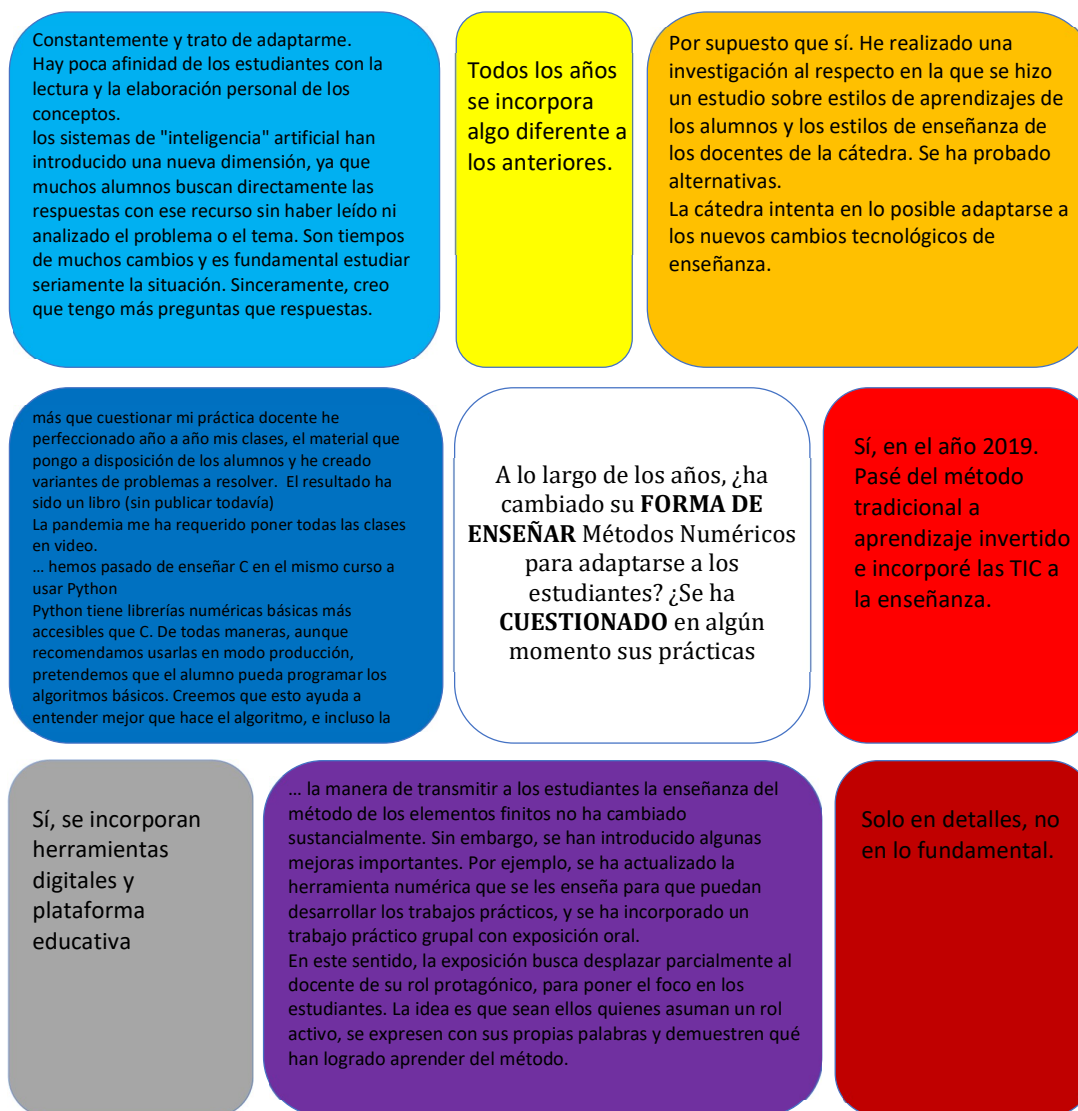 Constantemente y trato de adaptarme.
Hay poca afinidad de los estudiantes con la
lectura y la elaboración personal de los
conceptos.
los sistemas de "inteligencia" artificial han
introducido una nueva dimensión, ya que
muchos alumnos buscan directamente las
respuestas con ese recurso sin haber leído ni
analizado el problema o el tema. Son tiempos
de muchos cambios y es fundamental estudiar
seriamente la situación. Sinceramente, creo
que tengo más preguntas que respuestas.
Todos los años
se incorpora
algo diferente a
los anteriores.
Por supuesto que sí. He realizado una
investigación al respecto en la que se hizo
un estudio sobre estilos de aprendizajes de
los alumnos y los estilos de enseñanza de
los docentes de la cátedra. Se ha probado
alternativas.
La cátedra intenta en lo posible adaptarse a
los nuevos cambios tecnológicos de
enseñanza.
más que cuestionar mi práctica docente he
perfeccionado año a año mis clases, el material que
pongo a disposición de los alumnos y he creado
variantes de problemas a resolver. El resultado ha
sido un libro (sin publicar todavía)
La pandemia me ha requerido poner todas las clases
en video.
... hemos pasado de enseñar C en el mismo curso a
usar Python
Python tiene librerías numéricas básicas más
accesibles que C. De todas maneras, aunque
recomendamos usarlas en modo producción,
pretendemos que el alumno pueda programar los
algoritmos básicos. Creemos que esto ayuda a
entender mejor que hace el algoritmo, e incluso la
A lo largo de los años, ¿ha
cambiado su FORMA DE
ENSEÑAR Métodos Numéricos
para adaptarse a los
estudiantes? ¿Se ha
CUESTIONADO en algún
momento sus prácticas
Sí, en el año 2019.
Pasé del método
tradicional a
aprendizaje invertido
e incorporé las TIC a
la enseñanza.
Sí, se incorporan
herramientas
digitales y
plataforma
educativa
... la manera de transmitir a los estudiantes la enseñanza del
método de los elementos finitos no ha cambiado
sustancialmente. Sin embargo, se han introducido algunas
mejoras importantes. Por ejemplo, se ha actualizado la
herramienta numérica que se les enseña para que puedan
desarrollar los trabajos prácticos, y se ha incorporado un
trabajo práctico grupal con exposición oral.
En este sentido, la exposición busca desplazar parcialmente al
docente de su rol protagónico, para poner el foco en los
estudiantes. La idea es que sean ellos quienes asuman un rol
activo, se expresen con sus propias palabras y demuestren qué
han logrado aprender del método.
Solo en detalles, no
en lo fundamental.